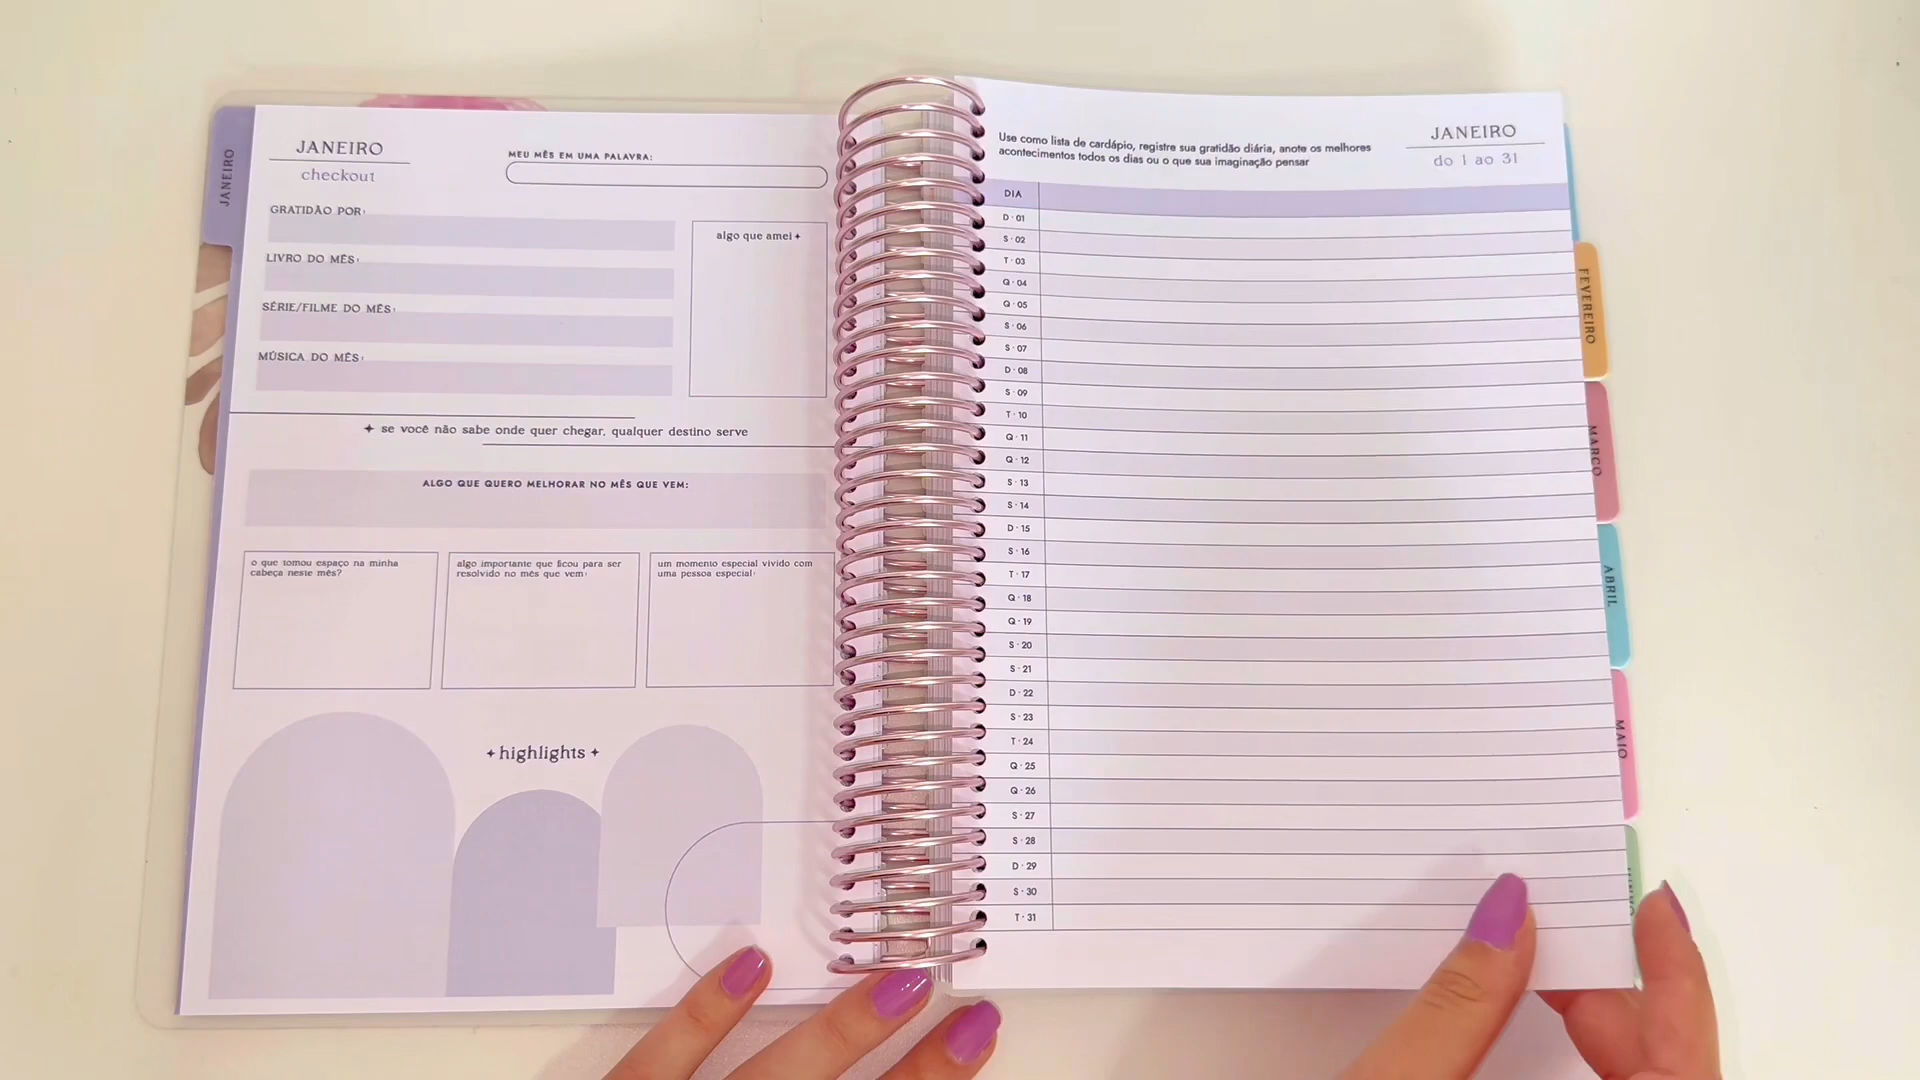 JANEIRO
JANEIRO
checkout
MEU MÊS EM UMA PALAVRA:
GRATIDÃO POR:
LIVRO DO MÊS:
SÉRIE/FILME DO MÊS:
MÚSICA DO MÊS:
algo que amei
se você não sabe onde quer chegar, qualquer destino serve
ALGO QUE QUERO MELHORAR NO MÊS QUE VEM:
o que tomou espaço na minha
cabeça neste mês?
algo importante que ficou para ser
resolvido no mês que vem:
um momento especial vivido com
uma pessoa especial:
highlights
Use como lista de cardápio, registre sua gratidão diária, anote os melhores
acontecimentos todos os dias ou o que sua imaginação pensar
JANEIRO
do 1 ao 31
DIA
D · 01
S · 02
T · 03
Q · 04
Q · 05
S · 06
S · 07
D · 08
S · 09
T · 10
Q · 11
Q · 12
S · 13
S · 14
D · 15
S · 16
T · 17
Q · 18
Q · 19
S · 20
S · 21
D · 22
S · 23
T · 24
Q · 25
Q · 26
S · 27
S · 28
D · 29
S · 30
T · 31
FEVEREIRO
MARÇO
ABRIL
MAIO